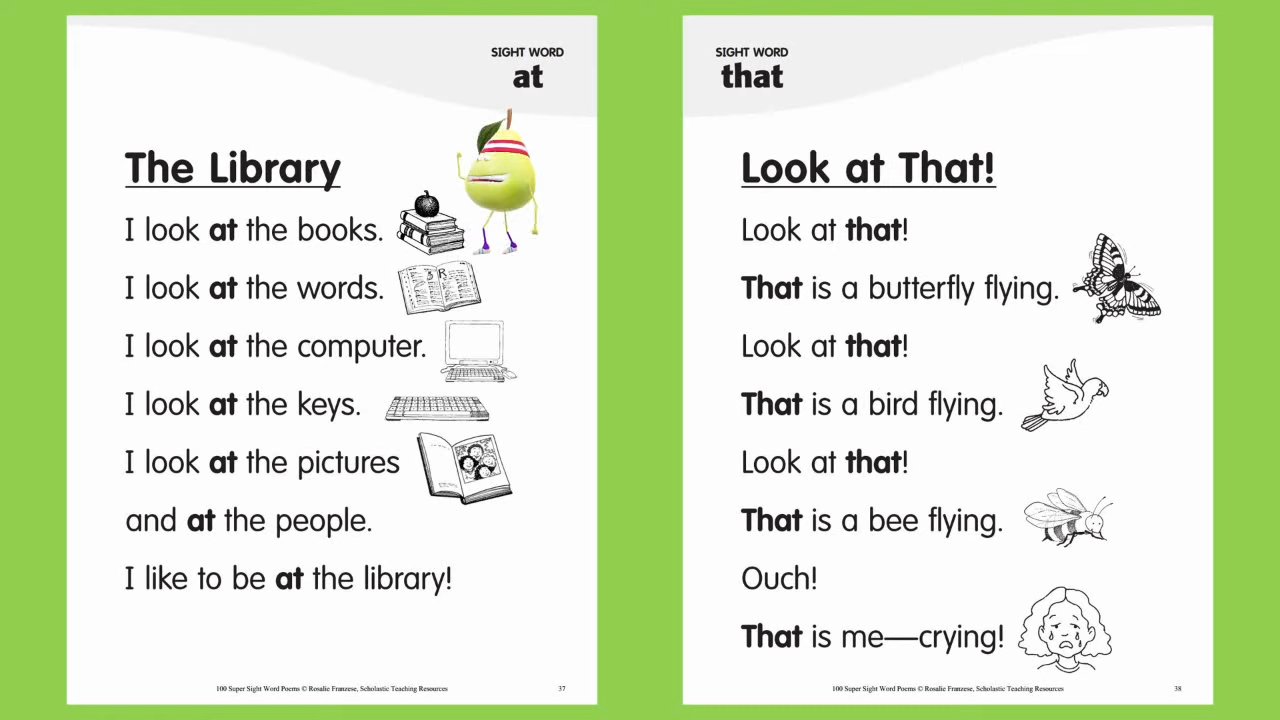 SIGHT WORD
at
The Library
I look at the books.
I look at the words.
I look at the computer.
I look at the keys.
I look at the pictures
and at the people.
I like to be at the library!
100 Super Sight Word Poems © Rosalie Franzese, Scholastic Teaching Resources
37
SIGHT WORD
that
Look at That!
Look at that!
That is a butterfly flying.
Look at that!
That is a bird flying.
Look at that!
That is a bee flying.
Ouch!
That is me—crying!
100 Super Sight Word Poems © Rosalie Franzese, Scholastic Teaching Resources
38